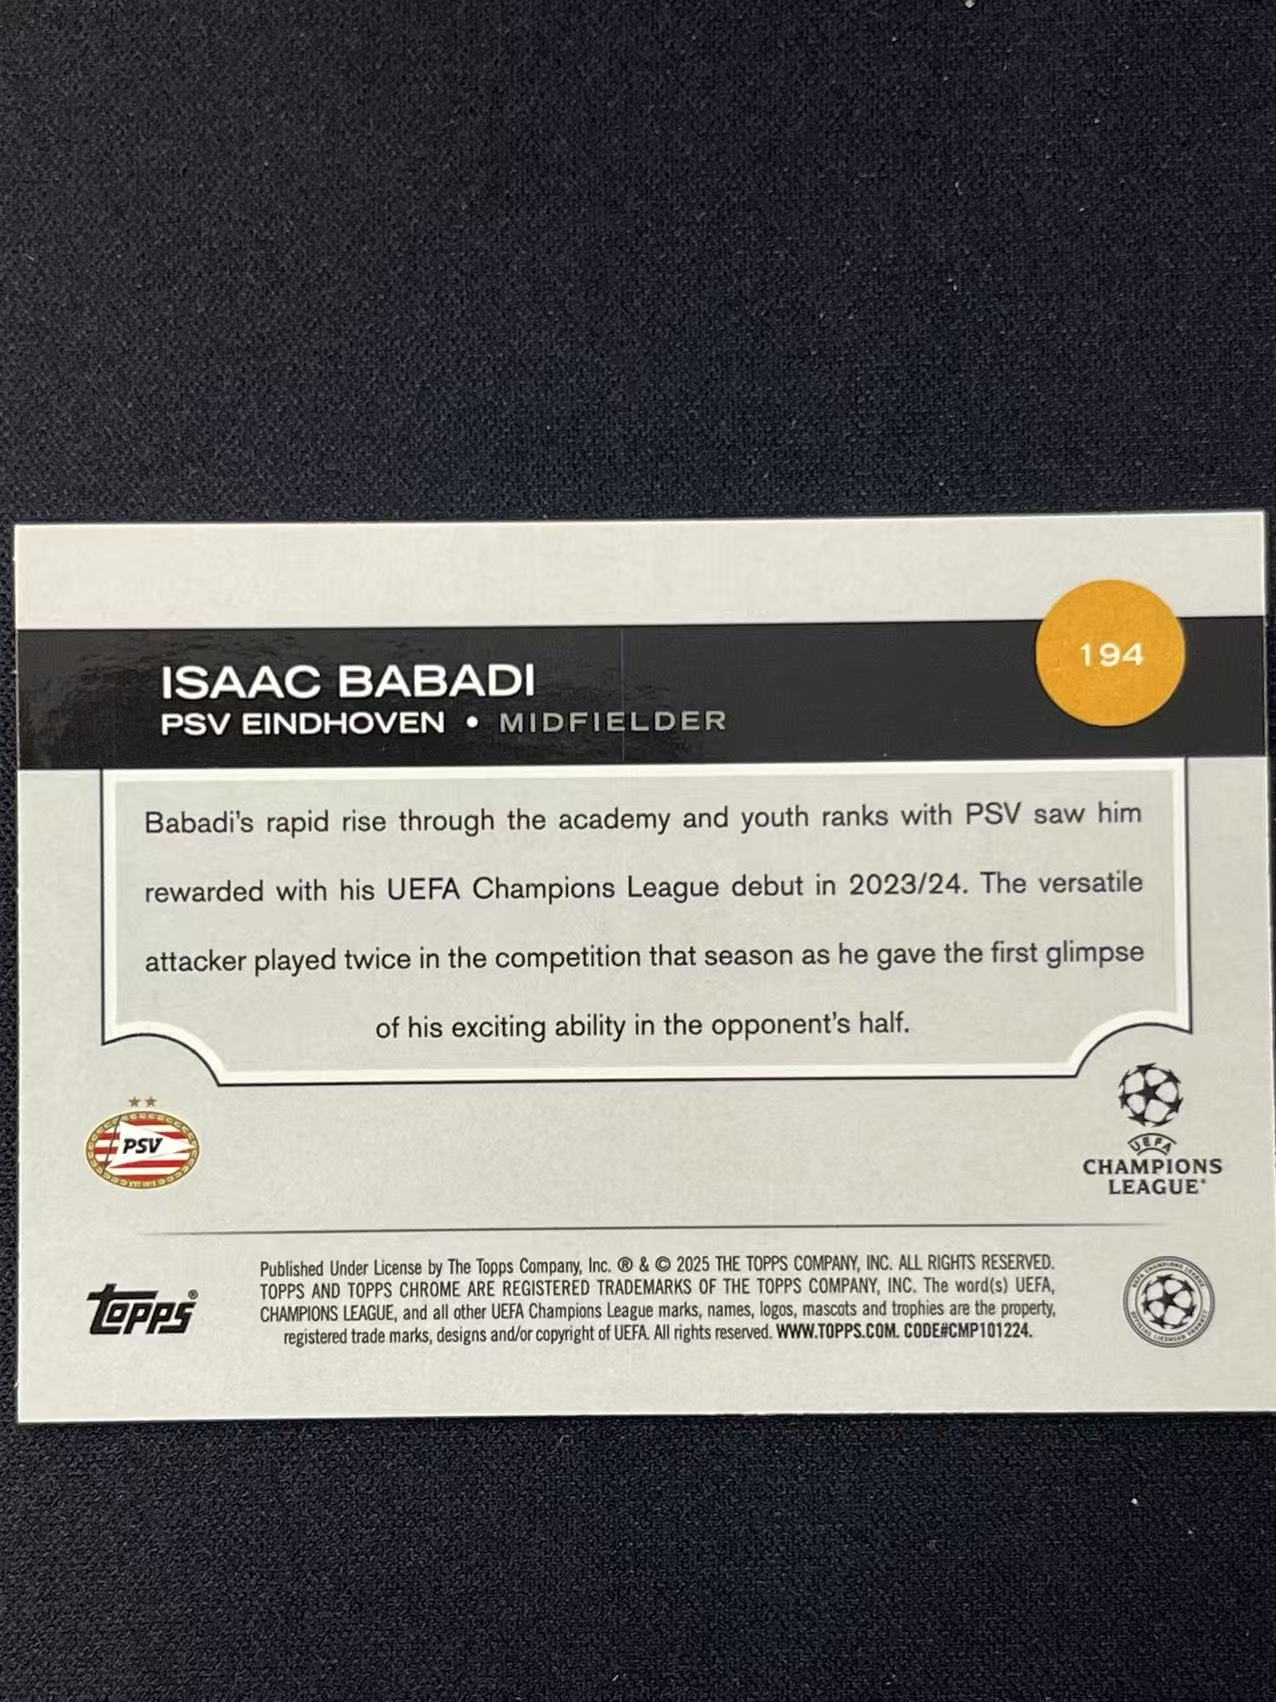 194
ISAAC BABADI
PSV EINDHOVEN • MIDFIELDER
Babadi's rapid rise through the academy and youth ranks with PSV saw him
rewarded with his UEFA Champions League debut in 2023/24. The versatile
attacker played twice in the competition that season as he gave the first glimpse
of his exciting ability in the opponent's half.
PSV
UEFA
CHAMPIONS
LEAGUE®
Published Under License by The Topps Company, Inc. ® & © 2025 THE TOPPS COMPANY, INC. ALL RIGHTS RESERVED.
TOPPS AND TOPPS CHROME ARE REGISTERED TRADEMARKS OF THE TOPPS COMPANY, INC. The word(s) UEFA,
CHAMPIONS LEAGUE, and all other UEFA Champions League marks, names, logos, mascots and trophies are the property,
registered trade marks, designs and/or copyright of UEFA. All rights reserved. WWW.TOPPS.COM. CODE#CMP101224.
topps®
UEFA CHAMPIONS LEAGUE
OFFICIAL LICENSED PRODUCT